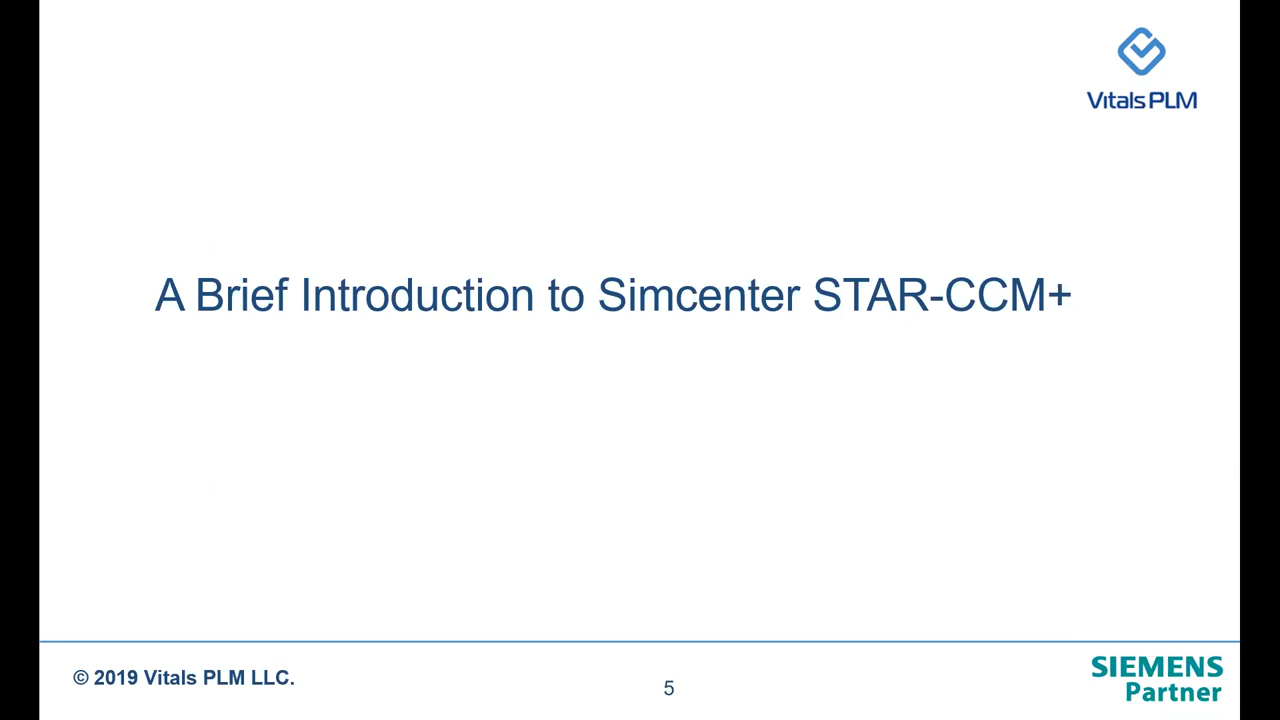 Vitals PLM
A Brief Introduction to Simcenter STAR-CCM+
© 2019 Vitals PLM LLC.
5
SIEMENS
Partner